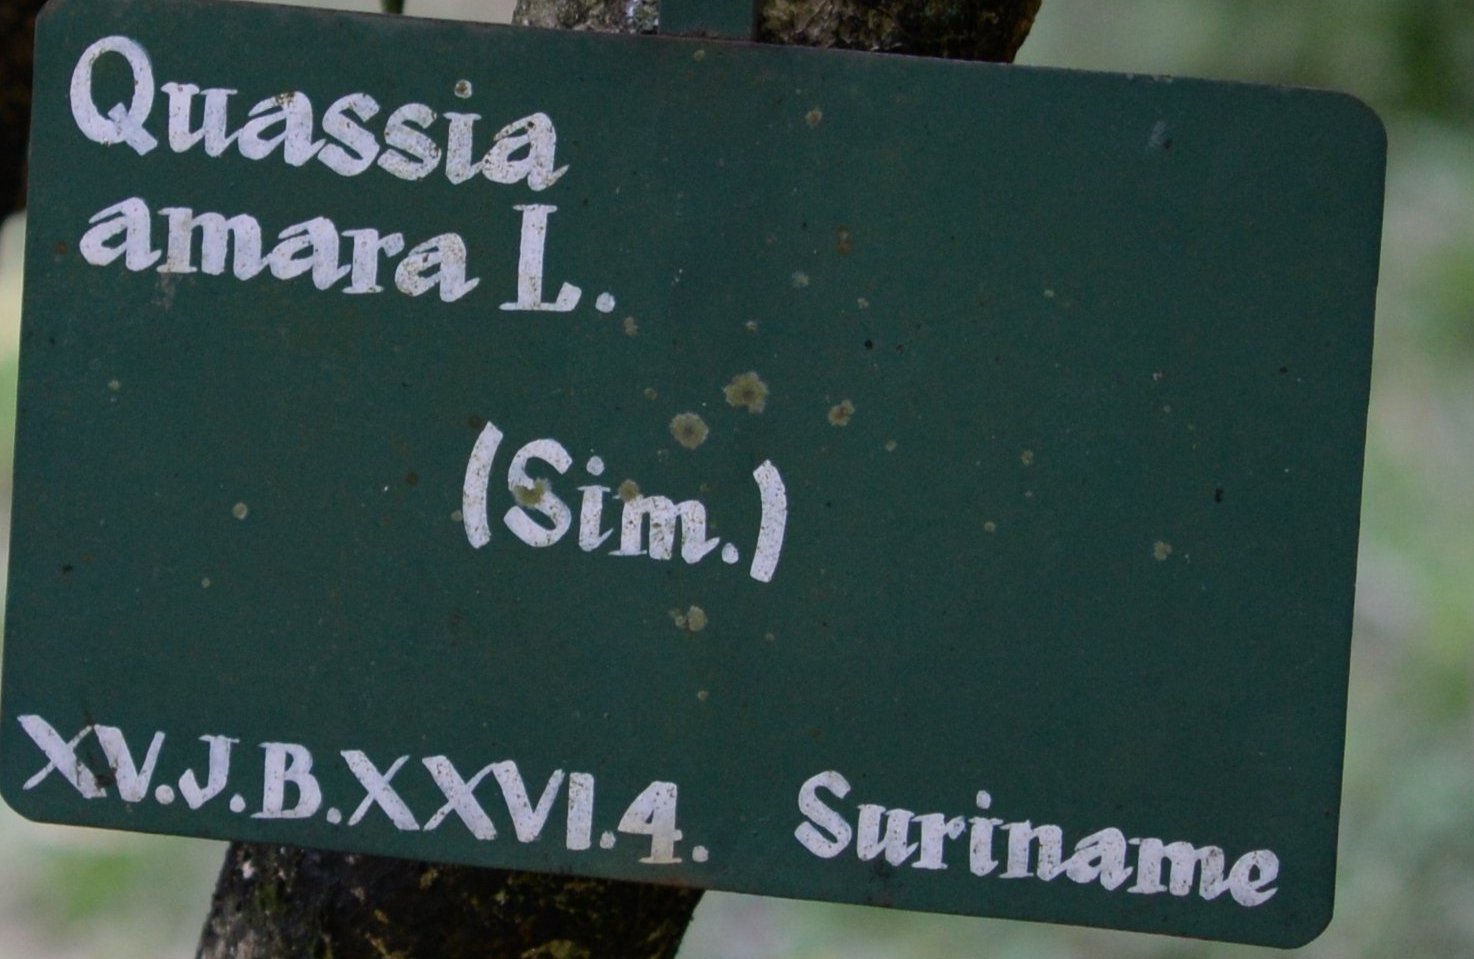 Quassia
amara L.
(Sim.)
XV.J.B.XXVI.4. Suriname